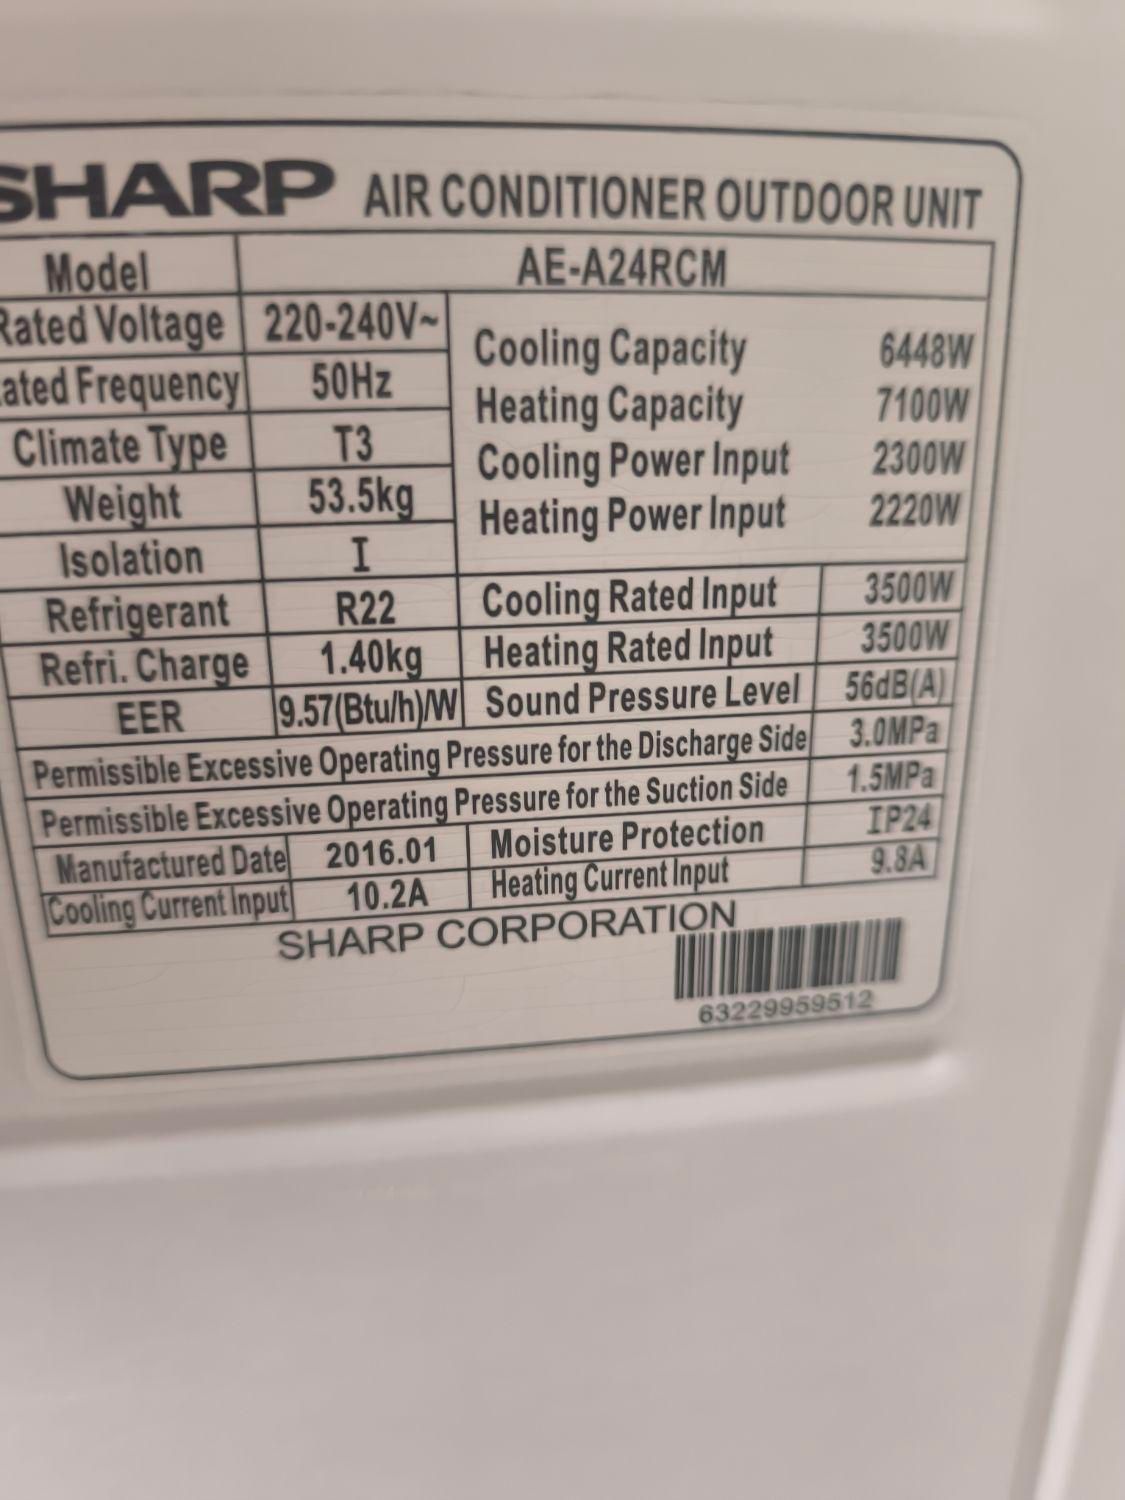 SHARP AIR CONDITIONER OUTDOOR UNIT
Model AE-A24RCM
Rated Voltage 220-240V~
Rated Frequency 50Hz
Climate Type T3
Weight 53.5kg
Isolation I
Refrigerant R22
Refri. Charge 1.40kg
EER 9.57(Btu/h)/W
Cooling Capacity 6448W
Heating Capacity 7100W
Cooling Power Input 2300W
Heating Power Input 2220W
Cooling Rated Input 3500W
Heating Rated Input 3500W
Sound Pressure Level 56dB(A)
Permissible Excessive Operating Pressure for the Discharge Side 3.0MPa
Permissible Excessive Operating Pressure for the Suction Side 1.5MPa
Manufactured Date 2016.01 Moisture Protection IP24
Cooling Current Input 10.2A Heating Current Input 9.8A
SHARP CORPORATION
63229959512